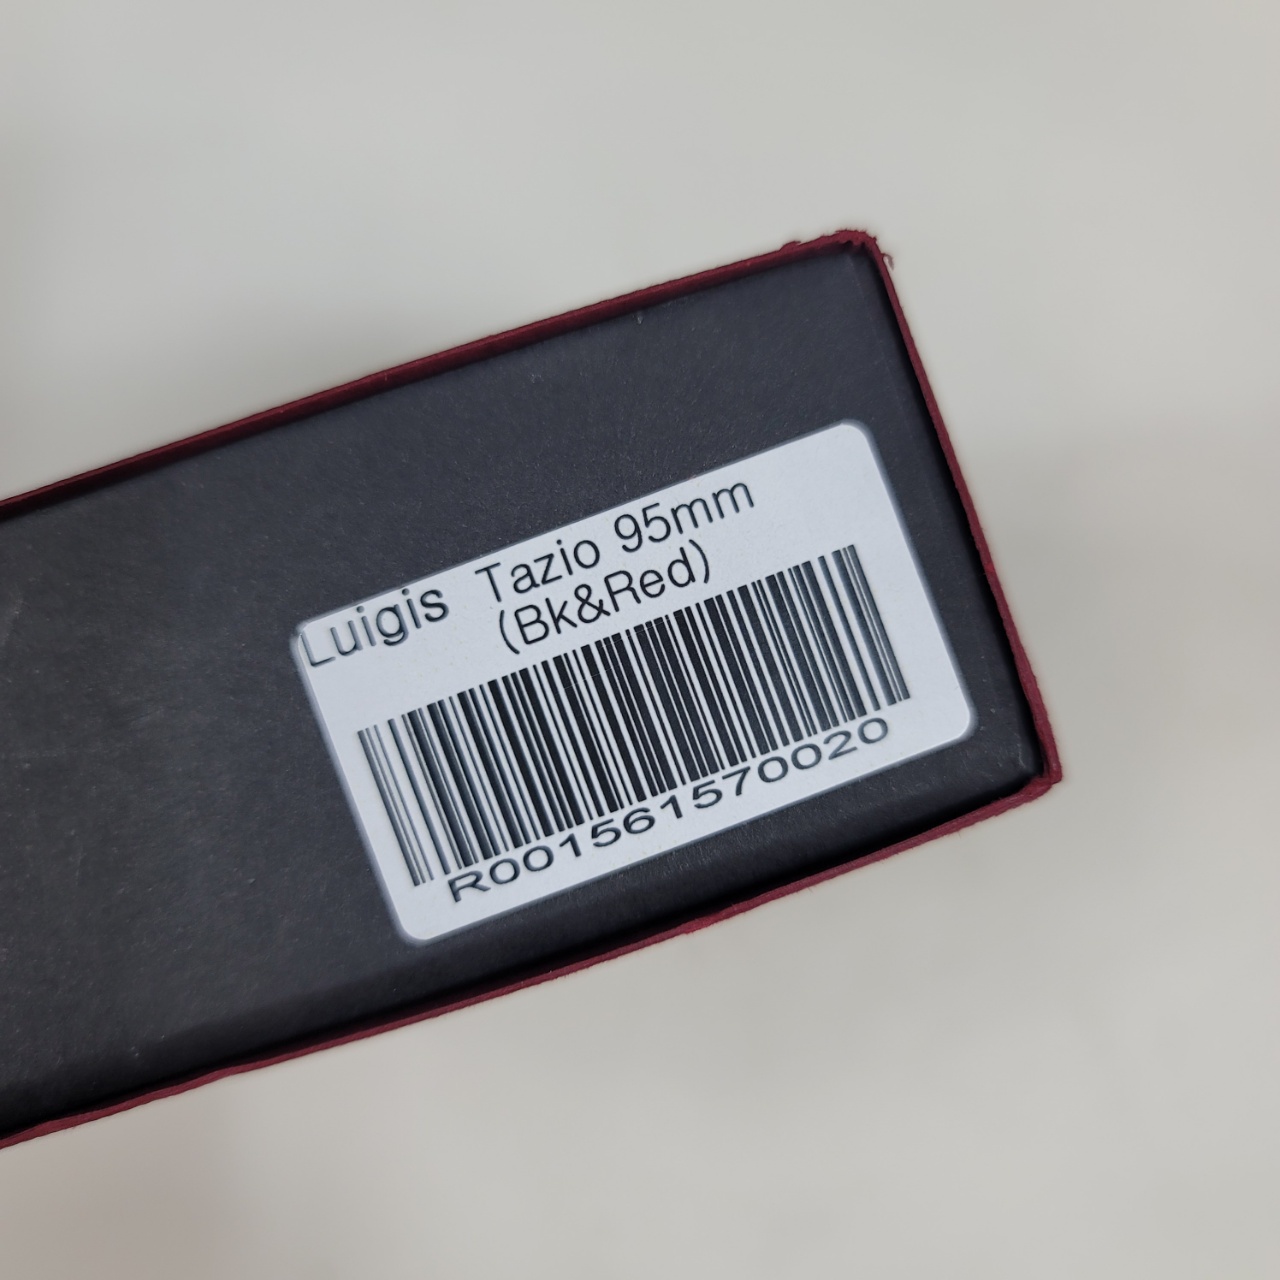 Luigis Tazio 95mm
(Bk&Red)
R001561570020